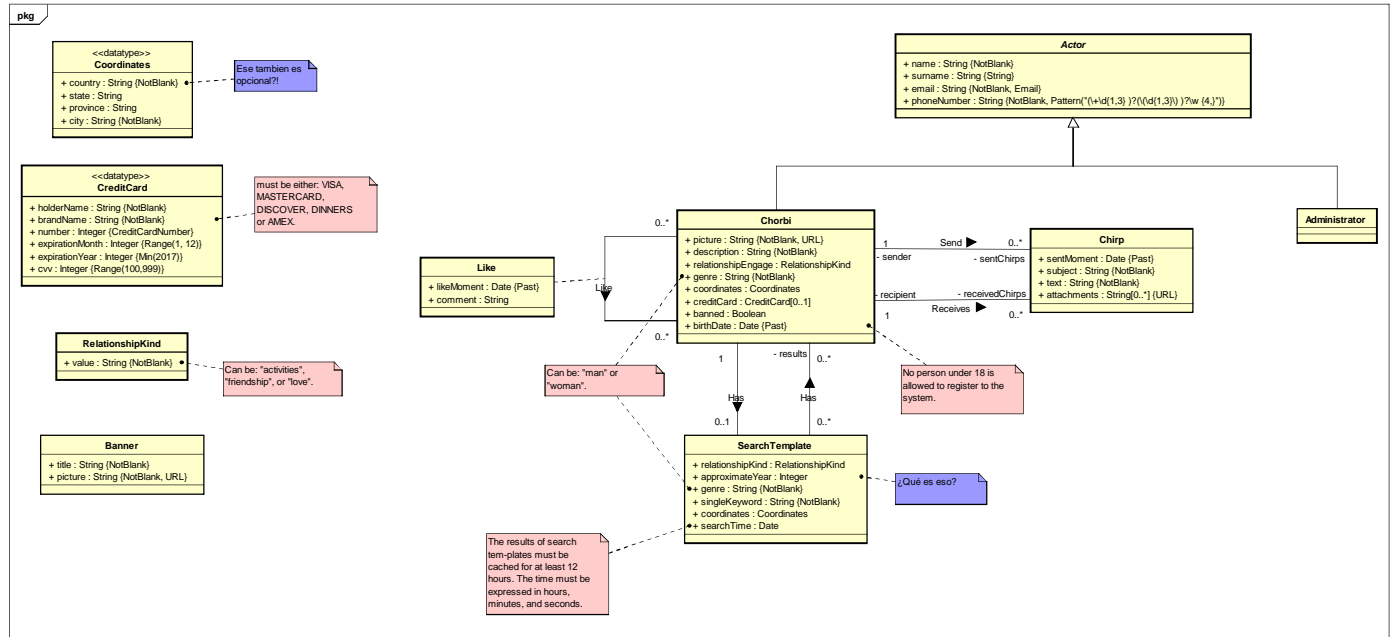 pkg
<<datatype>>
Coordinates
+ country : String {NotBlank}
+ state : String
+ province : String
+ city : String {NotBlank}
Ese tambien es
opcional?!
Actor
+ name : String {NotBlank}
+ surname : String {String}
+ email : String {NotBlank, Email}
+ phoneNumber : String {NotBlank, Pattern("(\+\d{1,3} )?(\(\d{1,3}\) )?\w {4,}")}
<<datatype>>
CreditCard
+ holderName : String {NotBlank}
+ brandName : String {NotBlank}
+ number : Integer {CreditCardNumber}
+ expirationMonth : Integer {Range(1, 12)}
+ expirationYear : Integer {Min(2017)}
+ cvv : Integer {Range(100,999)}
must be either: VISA,
MASTERCARD,
DISCOVER, DINNERS
or AMEX.
Administrator
Chorbi
+ picture : String {NotBlank, URL}
+ description : String {NotBlank}
+ relationshipEngage : RelationshipKind
+ genre : String {NotBlank}
+ coordinates : Coordinates
+ creditCard : CreditCard[0..1]
+ banned : Boolean
+ birthDate : Date {Past}
0..*
Like
0..*
Like
+ likeMoment : Date {Past}
+ comment : String
1
Send
0..*
- sender
- sentChirps
- recipient
- receivedChirps
1
Receives
0..*
Chirp
+ sentMoment : Date {Past}
+ subject : String {NotBlank}
+ text : String {NotBlank}
+ attachments : String[0..*] {URL}
RelationshipKind
+ value : String {NotBlank}
Can be: "activities",
"friendship", or "love".
Can be: "man" or
"woman".
1
- results
0..*
Has
Has
0..1
0..*
No person under 18 is
allowed to register to the
system.
Banner
+ title : String {NotBlank}
+ picture : String {NotBlank, URL}
SearchTemplate
+ relationshipKind : RelationshipKind
+ approximateYear : Integer
+ genre : String {NotBlank}
+ singleKeyword : String {NotBlank}
+ coordinates : Coordinates
+ searchTime : Date
¿Qué es eso?
The results of search
tem-plates must be
cached for at least 12
hours. The time must be
expressed in hours,
minutes, and seconds.